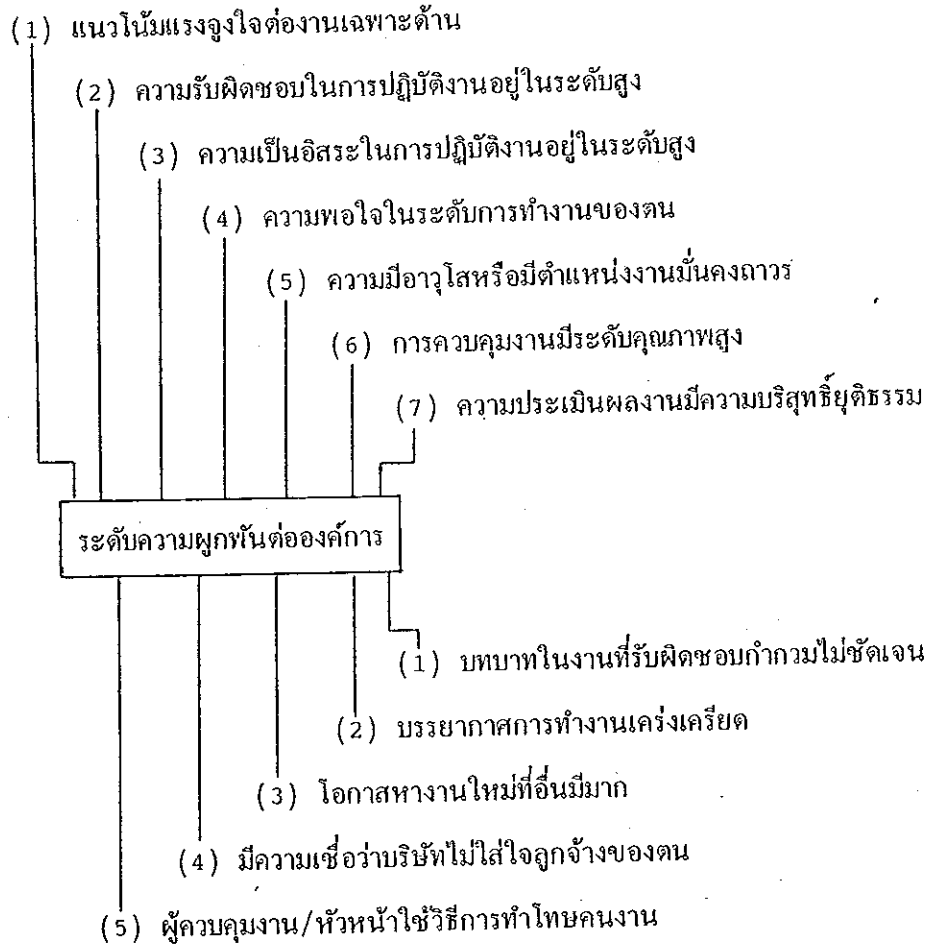 (1) แนวโน้มแรงจูงใจต่องานเฉพาะด้าน
(2) ความรับผิดชอบในการปฏิบัติงานอยู่ในระดับสูง
(3) ความเป็นอิสระในการปฏิบัติงานอยู่ในระดับสูง
(4) ความพอใจในระดับการทำงานของตน
(5) ความมีอาวุโสหรือมีตำแหน่งงานมั่นคงถาวร
(6) การควบคุมงานมีระดับคุณภาพสูง
(7) ความประเมินผลงานมีความบริสุทธิ์ยุติธรรม
ระดับความผูกพันต่อองค์การ
(1) บทบาทในงานที่รับผิดชอบกำกวมไม่ชัดเจน
(2) บรรยากาศการทำงานเคร่งเครียด
(3) โอกาสหางานใหม่ที่อื่นมีมาก
(4) มีความเชื่อว่าบริษัทไม่ใส่ใจลูกจ้างของตน
(5) ผู้ควบคุมงาน/หัวหน้าใช้วิธีการทำโทษคนงาน